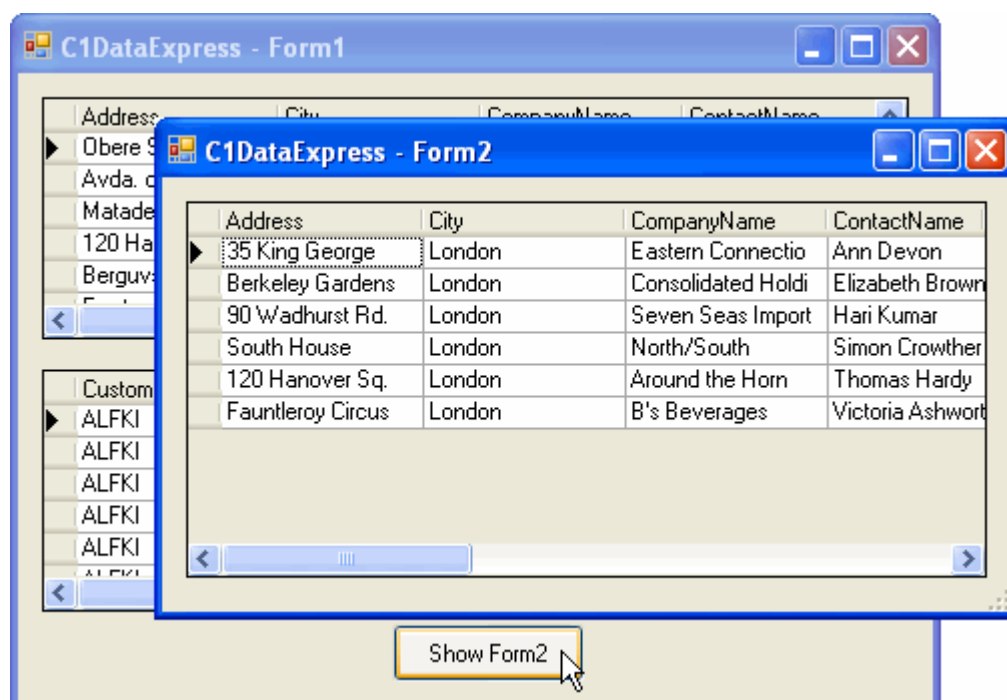 C1DataExpress - Form1
Address City CompanyName ContactName
Obere
Avda.
120
C1DataExpress - Form2
Address City CompanyName ContactName
35 King George London Eastern Connectio Ann Devon
Berkeley Gardens London Consolidated Holdi Elizabeth Brown
90 Wadhurst Rd. London Seven Seas Import Hari Kumar
South House London North/South Simon Crowther
120 Hanover Sq. London Around the Horn Thomas Hardy
Fauntleroy Circus London B's Beverages Victoria Ashwort
Custom
ALFKI
ALFKI
ALFKI
ALFKI
ALFKI
ALFKI
Show Form2